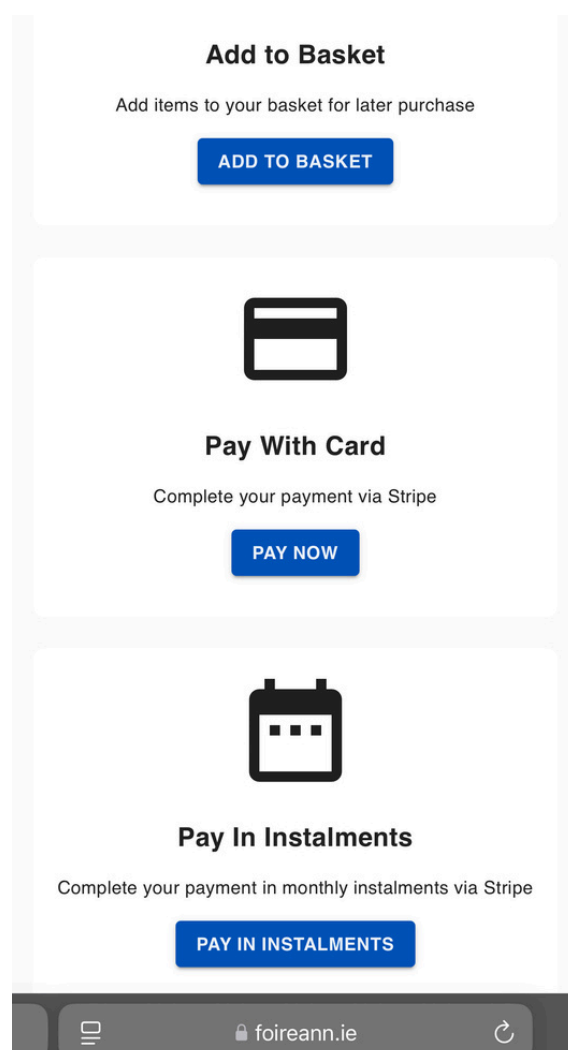 Add to Basket
Add items to your basket for later purchase
ADD TO BASKET
Pay With Card
Complete your payment via Stripe
PAY NOW
Pay In Instalments
Complete your payment in monthly instalments via Stripe
PAY IN INSTALMENTS
foireann.ie